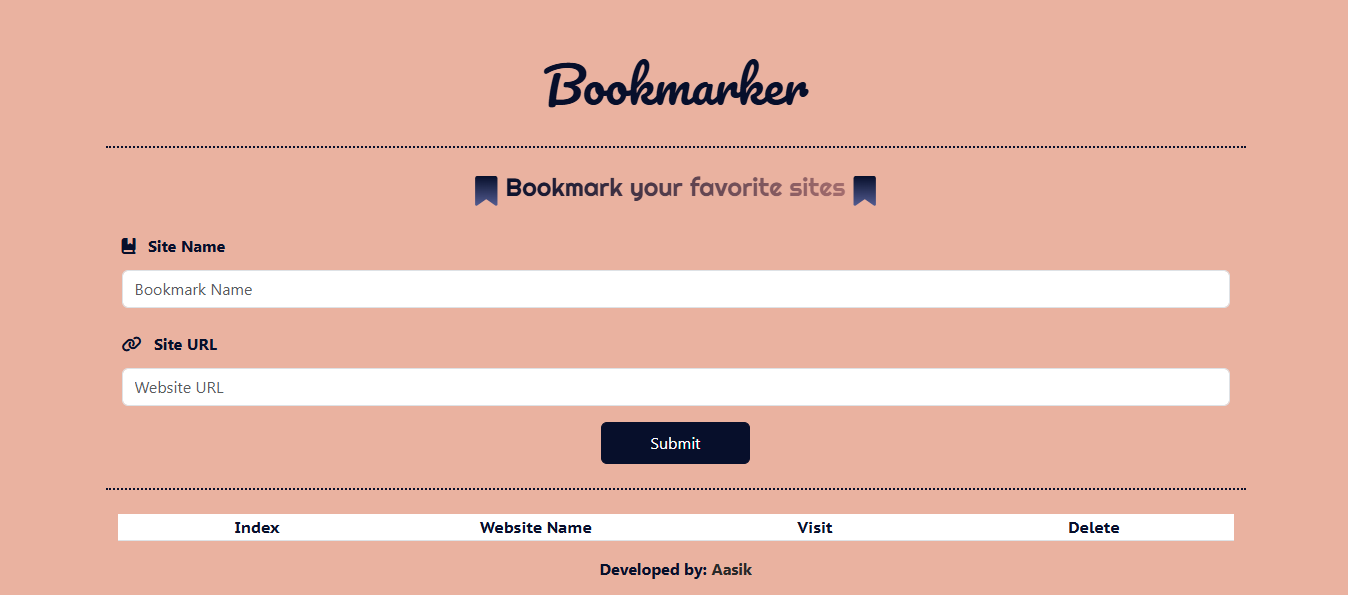 Bookmarker
Bookmark your favorite sites
Site Name
Bookmark Name
Site URL
Website URL
Submit
Index Website Name Visit Delete
Developed by: Aasik